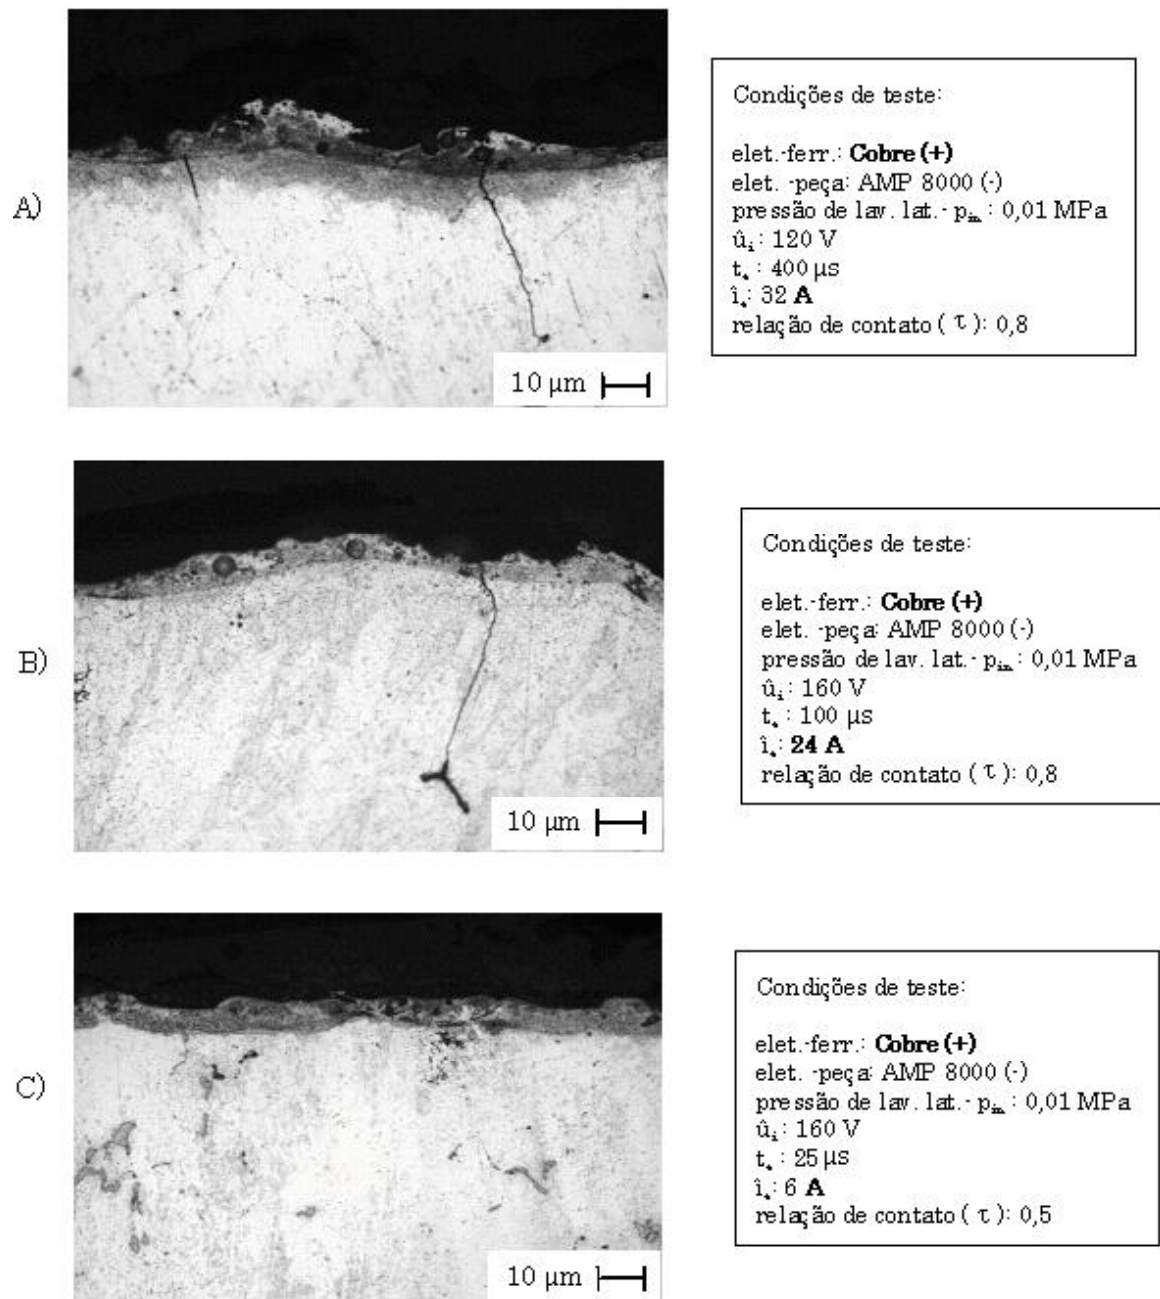 A)
10 µm
Condições de teste:
elet.-ferr.: Cobre (+)
elet. -peça: AMP 8000 (-)
pressão de lav. lat.- pᵢₙ : 0,01 MPa
ûᵢ: 120 V
tₑ : 400 µs
îₑ: 32 A
relação de contato ( τ ): 0,8
B)
10 µm
Condições de teste:
elet.-ferr.: Cobre (+)
elet. -peça: AMP 8000 (-)
pressão de lav. lat.- pᵢₙ : 0,01 MPa
ûᵢ: 160 V
tₑ : 100 µs
îₑ: 24 A
relação de contato ( τ ): 0,8
C)
10 µm
Condições de teste:
elet.-ferr.: Cobre (+)
elet. -peça: AMP 8000 (-)
pressão de lav. lat.- pᵢₙ : 0,01 MPa
ûᵢ: 160 V
tₑ : 25 µs
îₑ: 6 A
relação de contato ( τ ): 0,5